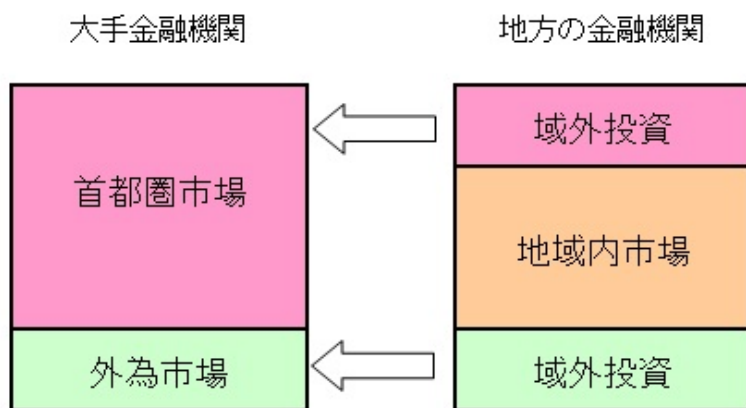 大手金融機関
地方の金融機関
首都圏市場
外為市場
域外投資
地域内市場
域外投資